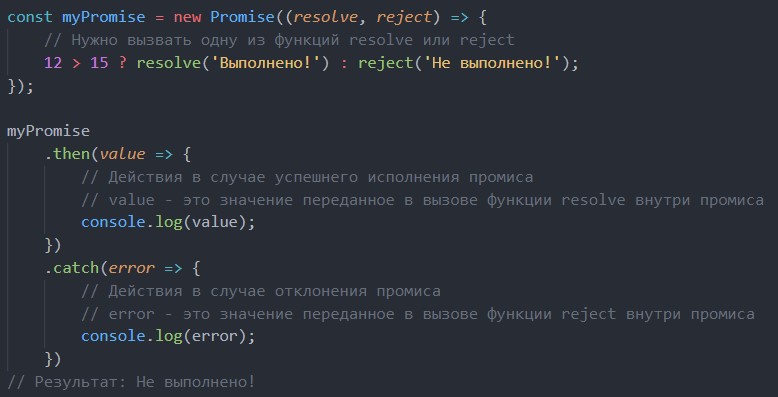 const myPromise = new Promise((resolve, reject) => {
    // Нужно вызвать одну из функций resolve или reject
    12 > 15 ? resolve('Выполнено!') : reject('Не выполнено!');
});

myPromise
    .then(value => {
        // Действия в случае успешного исполнения промиса
        // value - это значение переданное в вызове функции resolve внутри промиса
        console.log(value);
    })
    .catch(error => {
        // Действия в случае отклонения промиса
        // error - это значение переданное в вызове функции reject внутри промиса
        console.log(error);
    })
// Результат: Не выполнено!